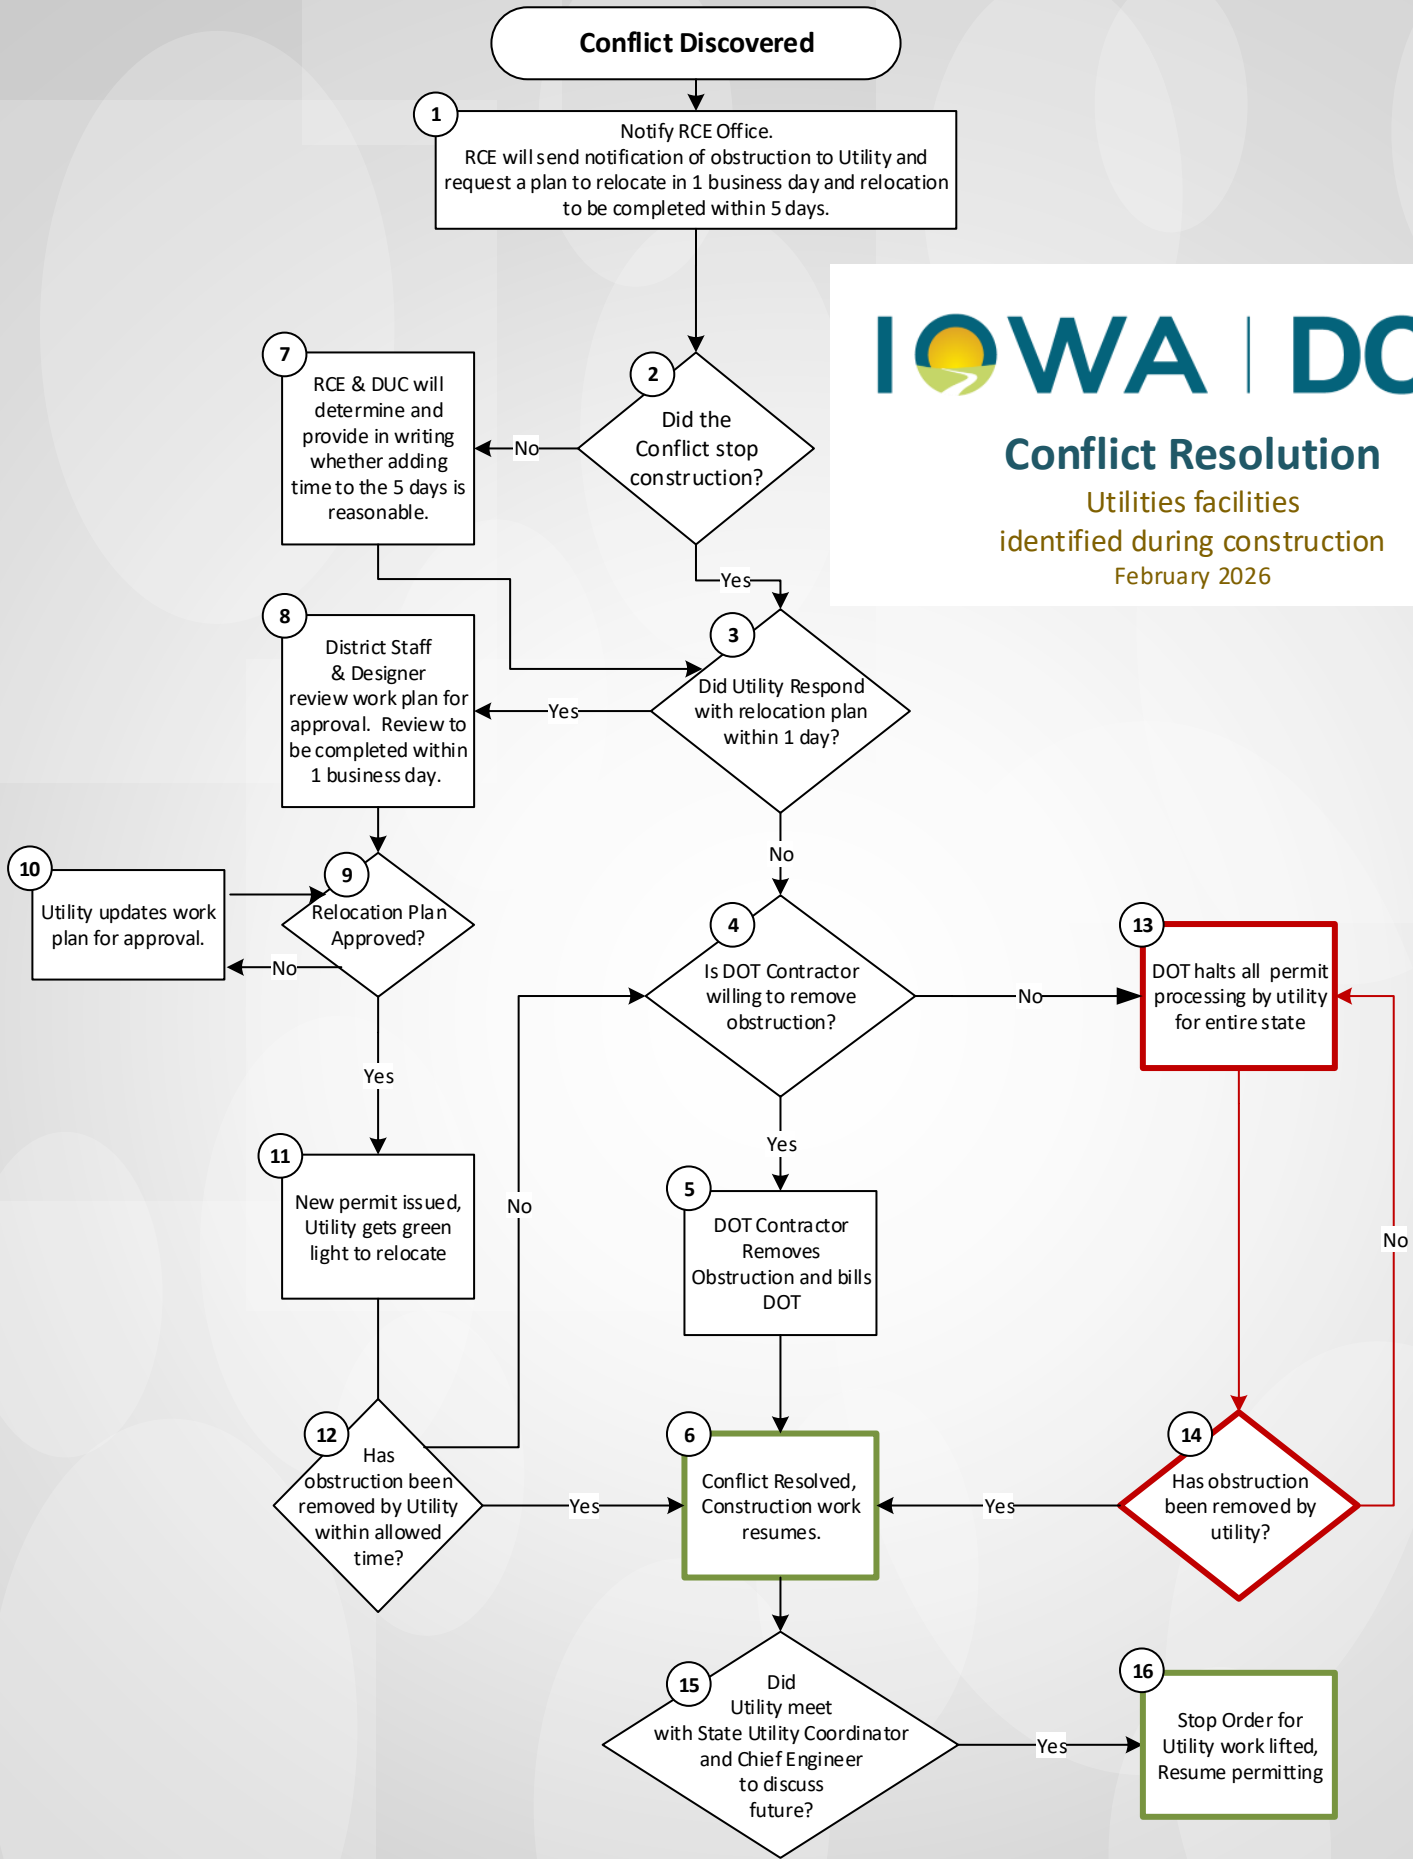 Conflict Discovered
1
Notify RCE Office.
RCE will send notification of obstruction to Utility and
request a plan to relocate in 1 business day and relocation
to be completed within 5 days.
IOWA | DO
Conflict Resolution
Utilities facilities
identified during construction
February 2026
2
Did the
Conflict stop
construction?
No
Yes
7
RCE & DUC will
determine and
provide in writing
whether adding
time to the 5 days is
reasonable.
3
Did Utility Respond
with relocation plan
within 1 day?
Yes
No
8
District Staff
& Designer
review work plan for
approval. Review to
be completed within
1 business day.
9
Relocation Plan
Approved?
No
Yes
10
Utility updates work
plan for approval.
4
Is DOT Contractor
willing to remove
obstruction?
No
Yes
13
DOT halts all permit
processing by utility
for entire state
11
New permit issued,
Utility gets green
light to relocate
No
5
DOT Contractor
Removes
Obstruction and bills
DOT
No
12
Has
obstruction been
removed by Utility
within allowed
time?
Yes
6
Conflict Resolved,
Construction work
resumes.
Yes
14
Has obstruction
been removed by
utility?
15
Did
Utility meet
with State Utility Coordinator
and Chief Engineer
to discuss
future?
Yes
16
Stop Order for
Utility work lifted,
Resume permitting